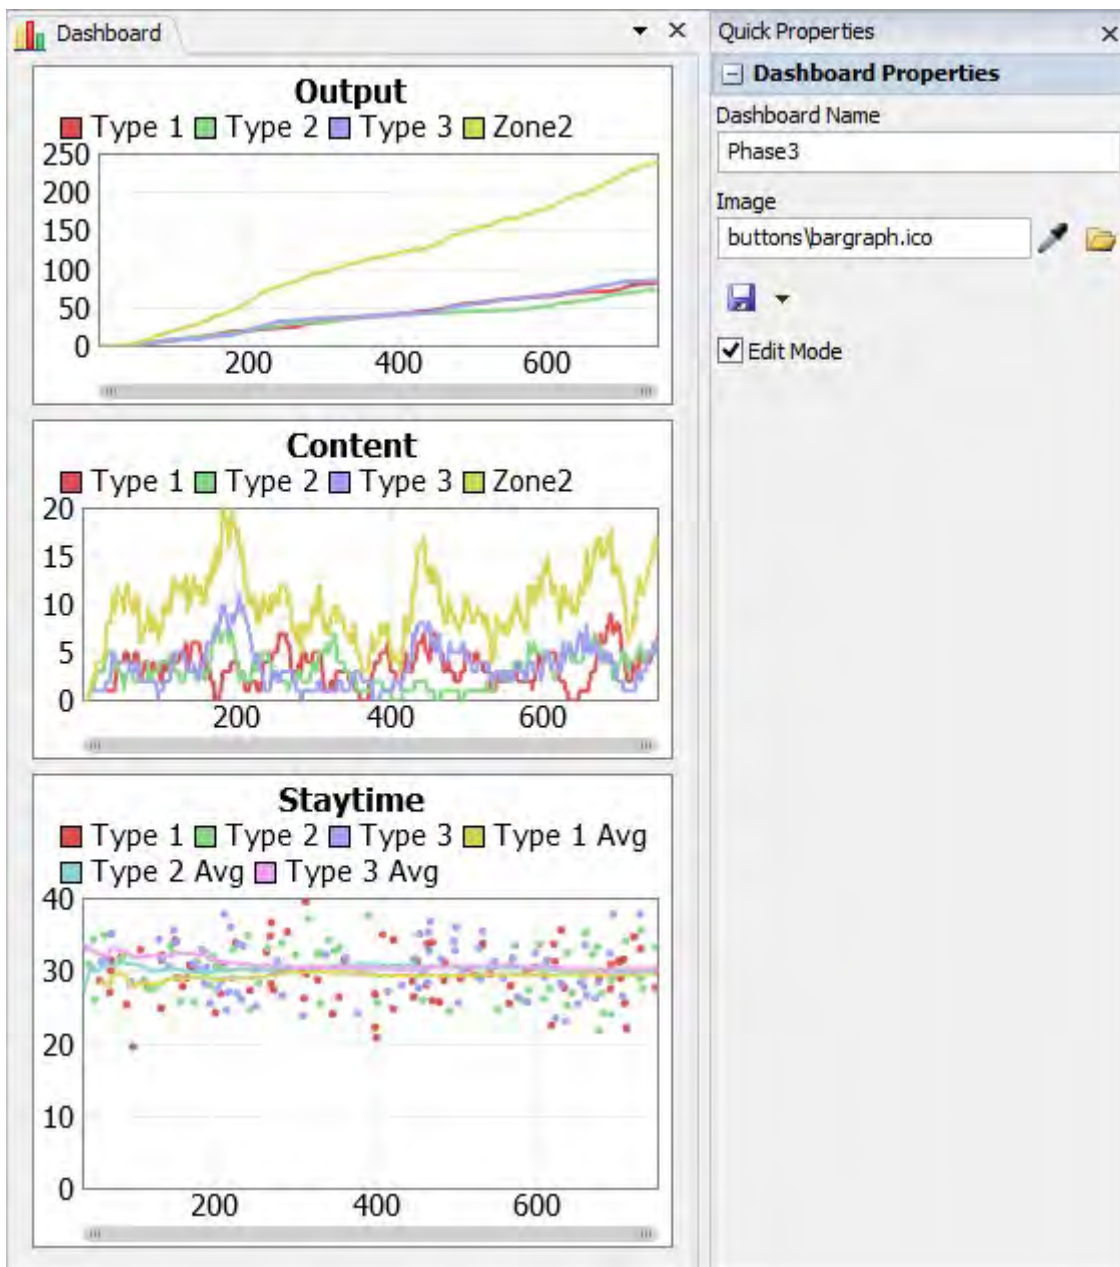 Dashboard
Output
Type 1 Type 2 Type 3 Zone2
250
200
150
100
50
0
200 400 600
Content
Type 1 Type 2 Type 3 Zone2
20
15
10
5
0
200 400 600
Staytime
Type 1 Type 2 Type 3 Type 1 Avg
Type 2 Avg Type 3 Avg
40
30
20
10
0
200 400 600
Quick Properties
Dashboard Properties
Dashboard Name
Phase3
Image
buttons\bargraph.ico
Edit Mode